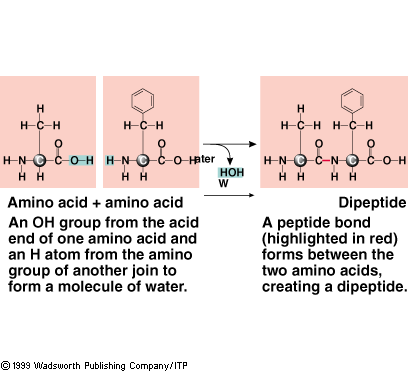 H
H–C–H
H–N–C–C–O–H
H H O
H
H–C–H
H–N–C–C–O–H
H H O
ater
HOH
W
H
H–C–H
H–C–H
H–N–C–C–N–C–C–O–H
H H O H H O
Amino acid + amino acid
Dipeptide
An OH group from the acid
end of one amino acid and
an H atom from the amino
group of another join to
form a molecule of water.
A peptide bond
(highlighted in red)
forms between the
two amino acids,
creating a dipeptide.
© 1999 Wadsworth Publishing Company/ITP